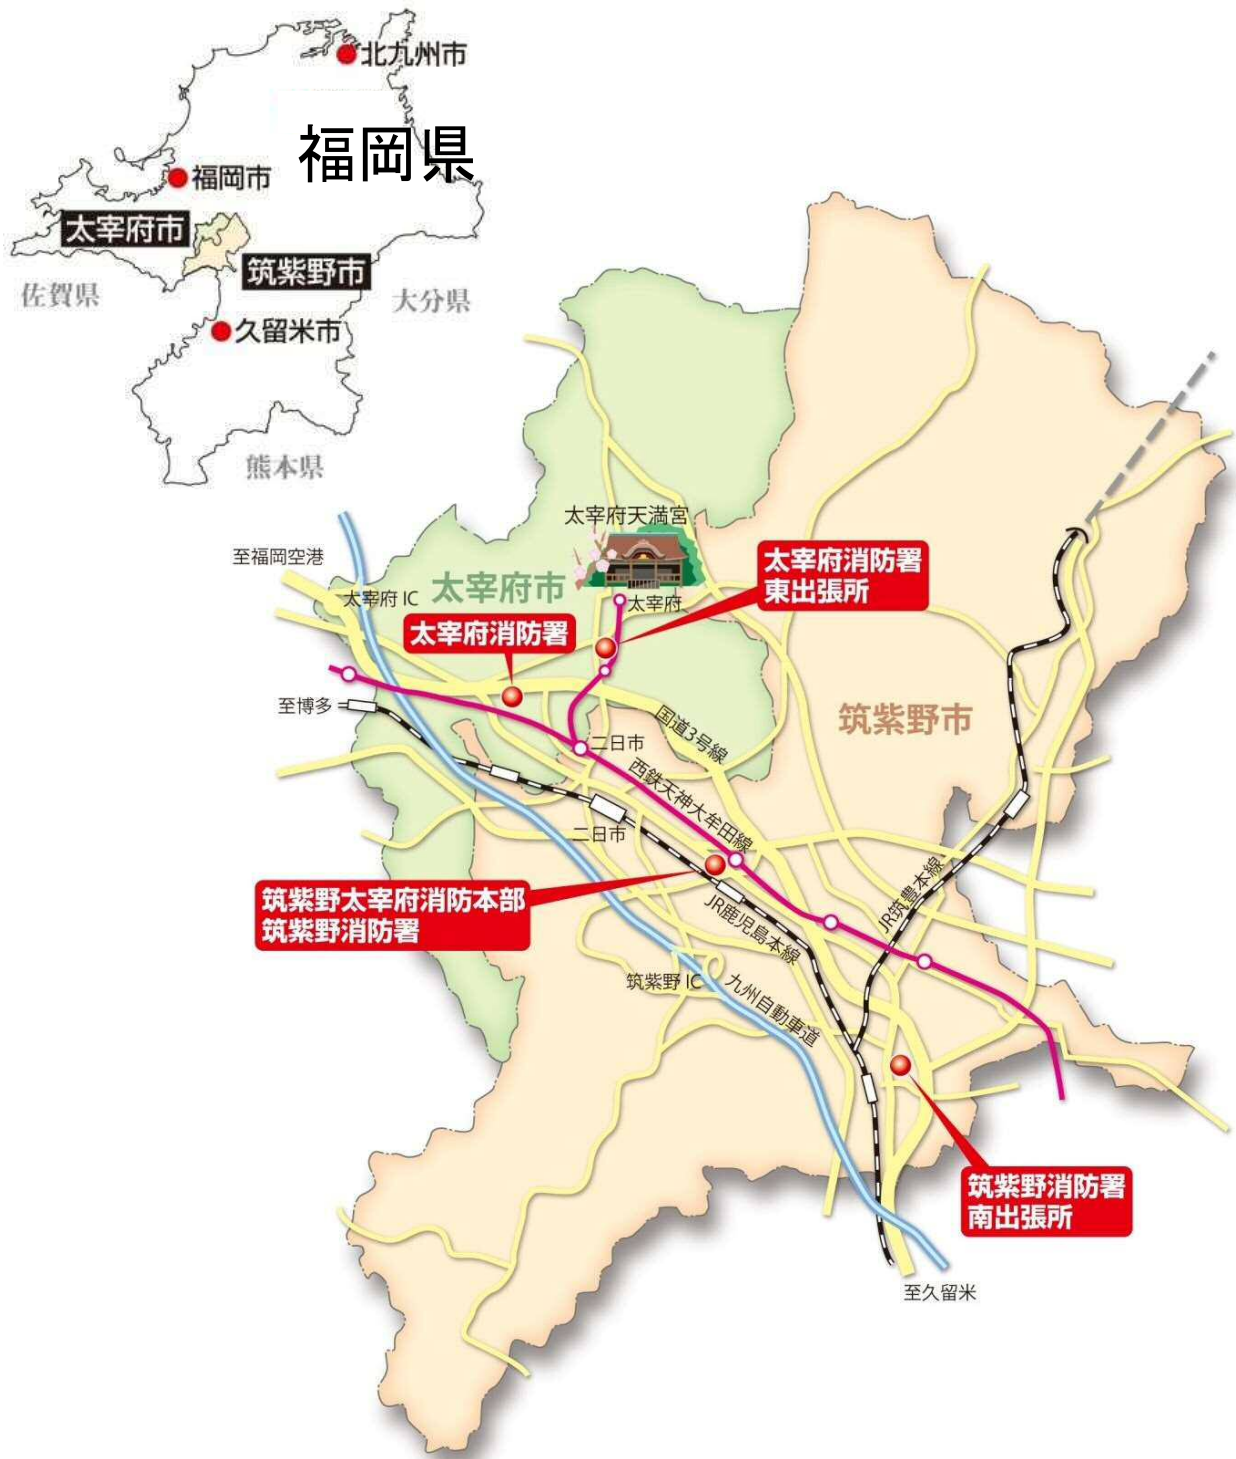 北九州市
福岡県
福岡市
太宰府市
筑紫野市
佐賀県
大分県
久留米市
熊本県
太宰府天満宮
至福岡空港
太宰府市
太宰府消防署
東出張所
太宰府 IC
太宰府
太宰府消防署
至博多
国道3号線
筑紫野市
二日市
西鉄天神大牟田線
二日市
筑紫野太宰府消防本部
筑紫野消防署
JR鹿児島本線
JR筑豊本線
筑紫野 IC
九州自動車道
筑紫野消防署
南出張所
至久留米